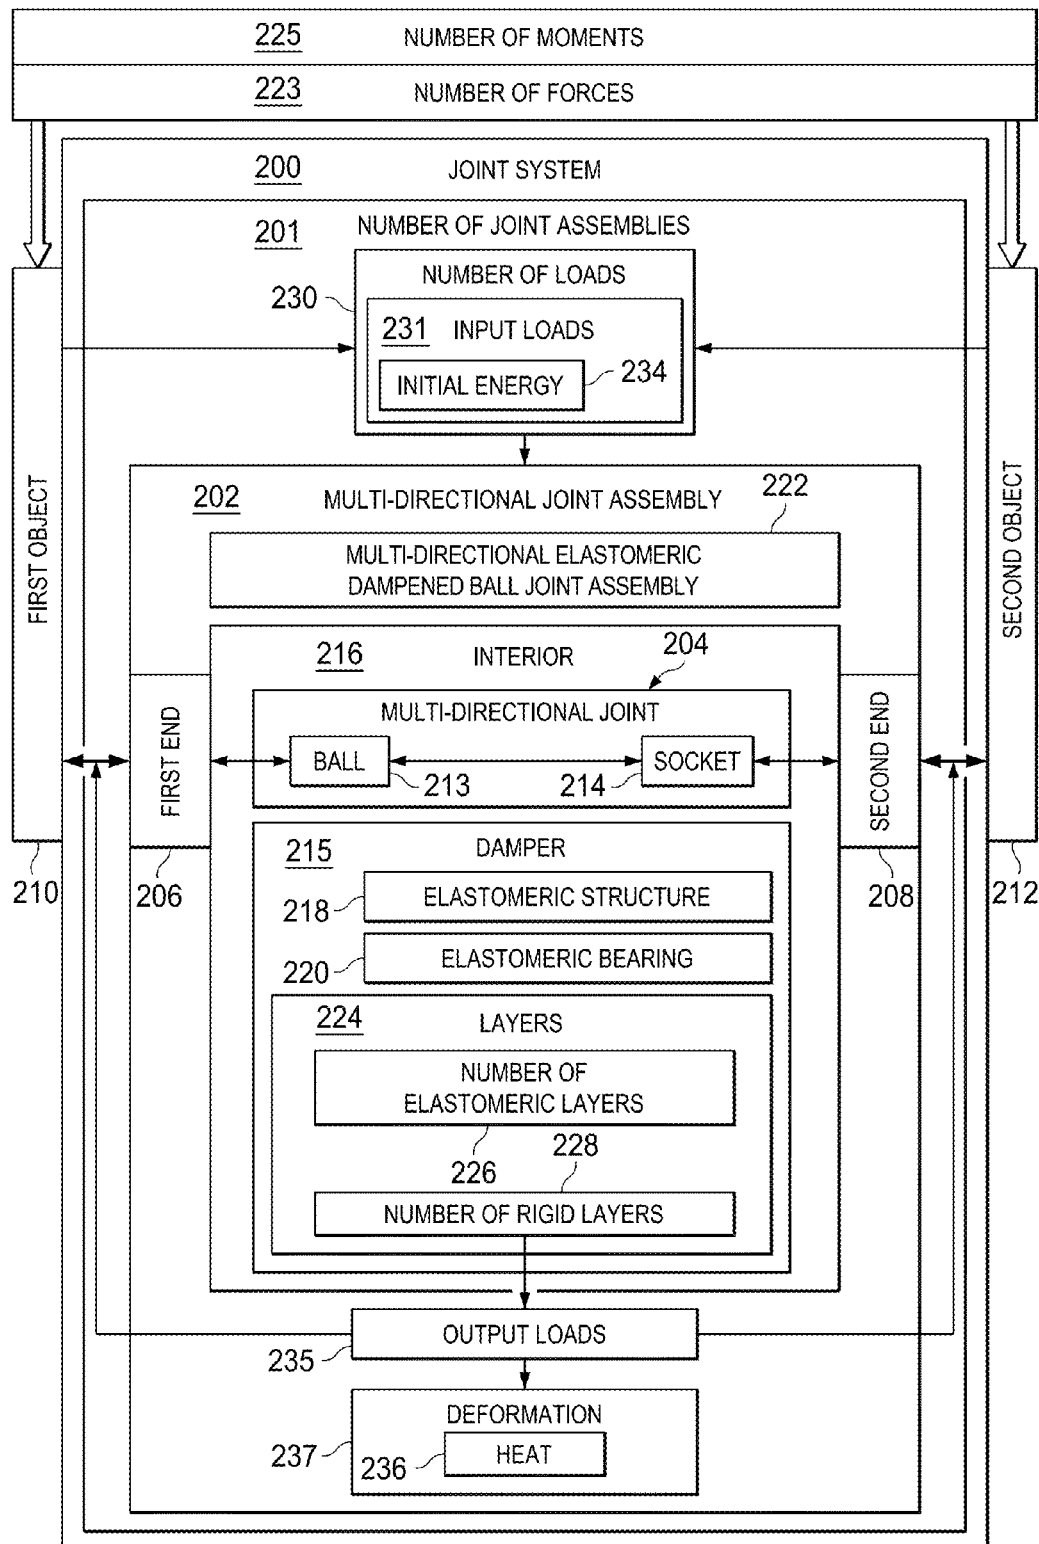 225 NUMBER OF MOMENTS
223 NUMBER OF FORCES
200 JOINT SYSTEM
201 NUMBER OF JOINT ASSEMBLIES
NUMBER OF LOADS
230
231 INPUT LOADS
INITIAL ENERGY 234
FIRST OBJECT
SECOND OBJECT
202 MULTI-DIRECTIONAL JOINT ASSEMBLY 222
MULTI-DIRECTIONAL ELASTOMERIC
DAMPENED BALL JOINT ASSEMBLY
216 INTERIOR 204
MULTI-DIRECTIONAL JOINT
FIRST END
BALL
SOCKET
SECOND END
213 214
215 DAMPER
210 206 208 212
218 ELASTOMERIC STRUCTURE
220 ELASTOMERIC BEARING
224 LAYERS
NUMBER OF
ELASTOMERIC LAYERS
226 228
NUMBER OF RIGID LAYERS
OUTPUT LOADS
235
DEFORMATION
237 236 HEAT